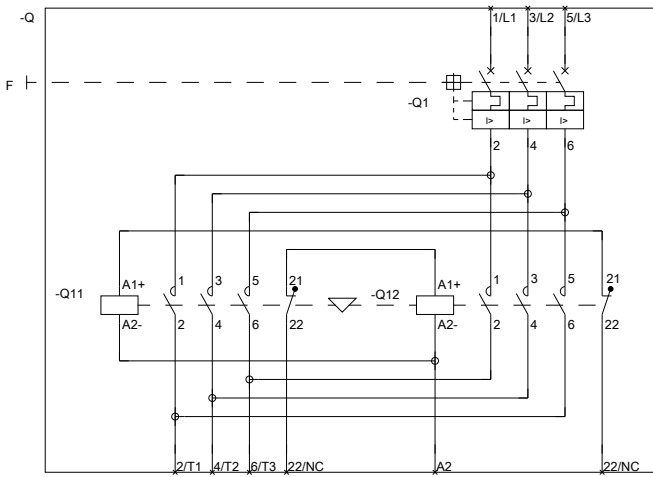 -Q 1/L1 3/L2 5/L3
F
-Q1
I> I> I>
2 4 6
1 3 5 21 1 3 5 21
-Q11 A1+ -Q12 A1+
A2- 2 4 6 22 A2- 2 4 6 22
2/T1 4/T2 6/T3 22/NC A2 22/NC